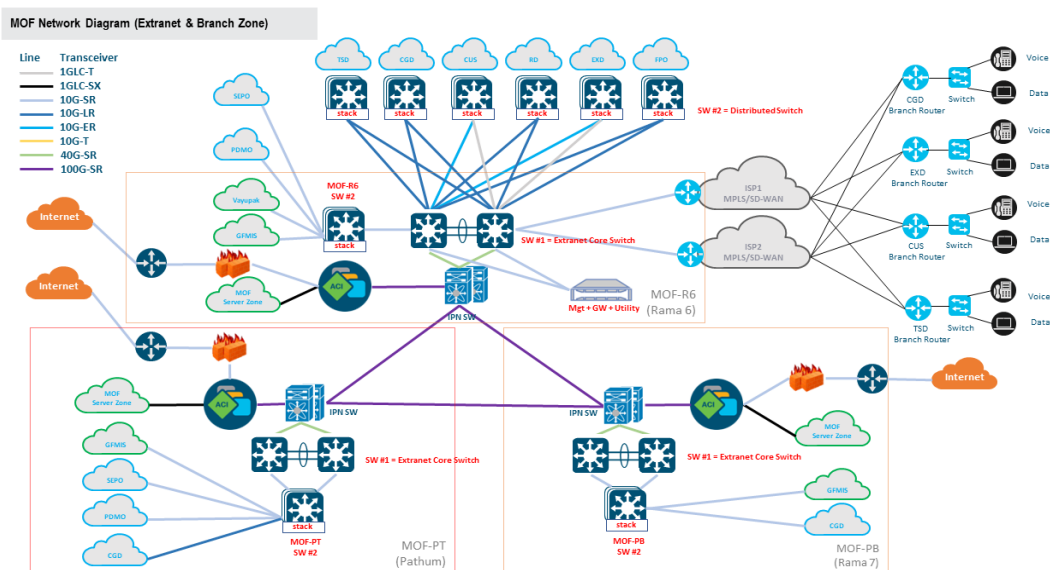 MOF Network Diagram (Extranet & Branch Zone)
Line Transceiver
1GLC-T
1GLC-SX
10G-SR
10G-LR
10G-ER
10G-T
40G-SR
100G-SR
SEPO
PDMO
Vayupak
GFMIS
TSD
CGD
CUS
RD
EXD
FPO
stack
stack
stack
stack
stack
stack
SW #2 = Distributed Switch
MOF-R6
SW #2
stack
SW #1 = Extranet Core Switch
ISP1
MPLS/SD-WAN
ISP2
MPLS/SD-WAN
CGD
Branch Router
Switch
Voice
Data
EXD
Branch Router
Switch
Voice
Data
CUS
Branch Router
Switch
Voice
Data
TSD
Branch Router
Switch
Voice
Data
Internet
Internet
MOF
Server Zone
ACI
IPN SW
Mgt + GW + Utility
MOF-R6
(Rama 6)
MOF
Server Zone
ACI
IPN SW
SW #1 = Extranet Core Switch
GFMIS
SEPO
PDMO
CGD
stack
MOF-PT
SW #2
MOF-PT
(Pathum)
IPN SW
ACI
Internet
MOF
Server Zone
SW #1 = Extranet Core Switch
GFMIS
CGD
stack
MOF-PB
SW #2
MOF-PB
(Rama 7)